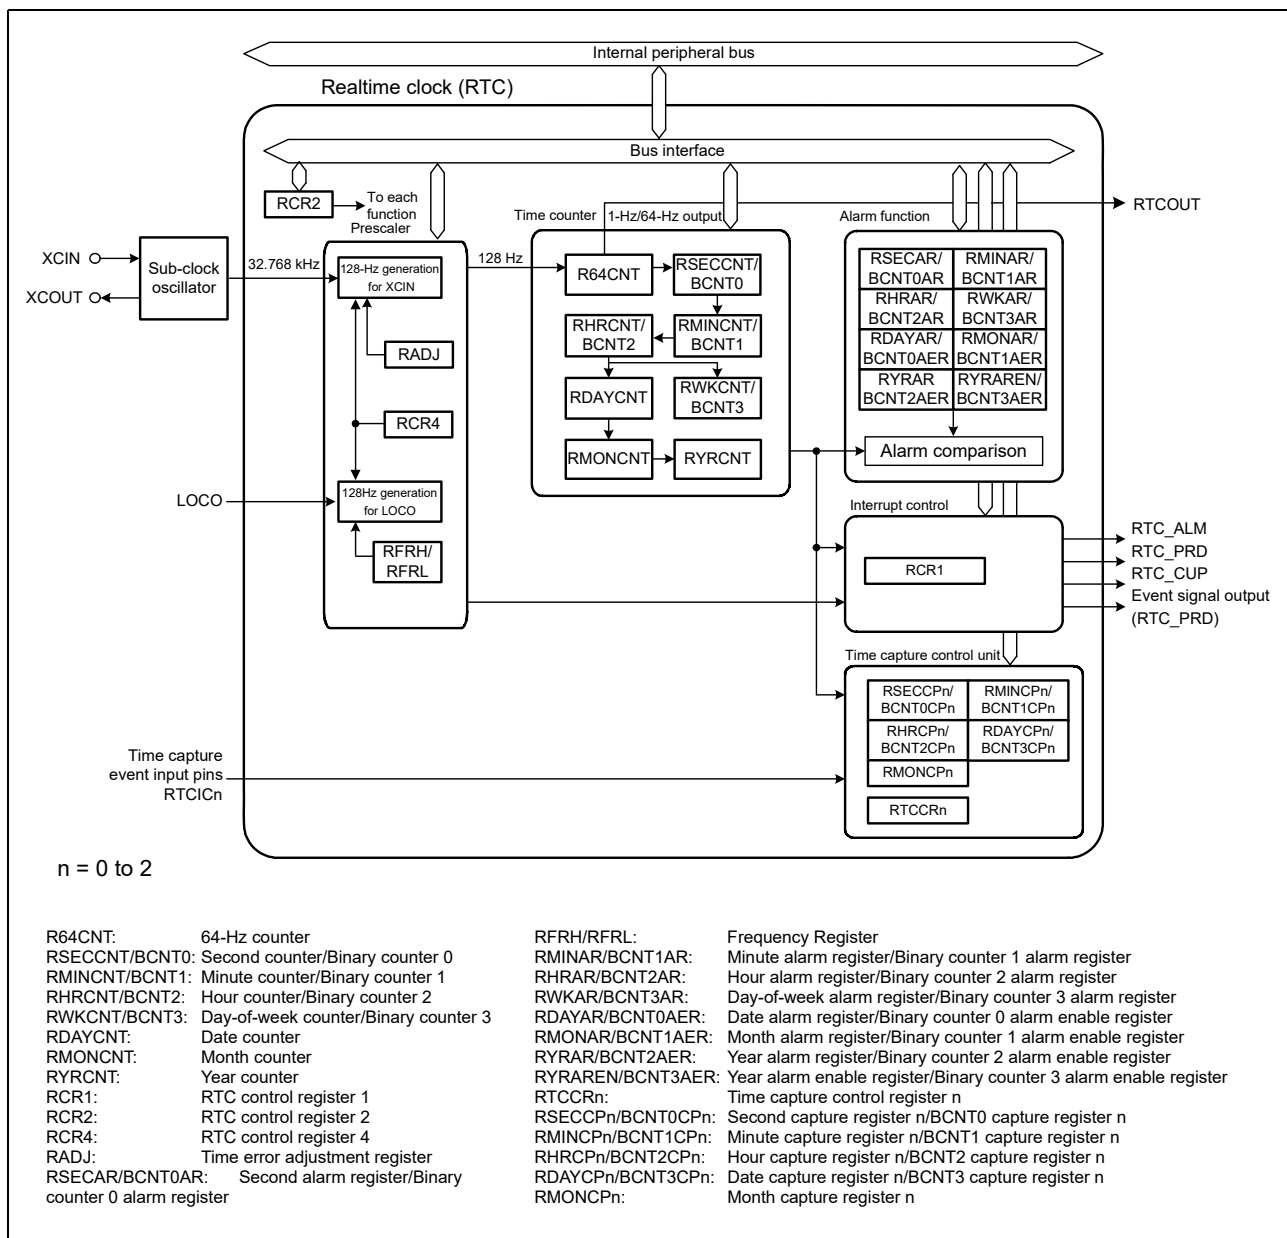 Internal peripheral bus
Realtime clock (RTC)
Bus interface
RCR2
To each
function
Prescaler
Time counter
1-Hz/64-Hz output
Alarm function
RTCOUT
XCIN
XCOUT
Sub-clock
oscillator
32.768 kHz
128-Hz generation
for XCIN
128 Hz
R64CNT
RSECCNT/
BCNT0
RHRCNT/
BCNT2
RMINCNT/
BCNT1
RDAYCNT
RWKCNT/
BCNT3
RMONCNT
RYRCNT
RADJ
RCR4
LOCO
128Hz generation
for LOCO
RFRH/
RFRL
RSECAR/
BCNT0AR
RMINAR/
BCNT1AR
RHRAR/
BCNT2AR
RWKAR/
BCNT3AR
RDAYAR/
BCNT0AER
RMONAR/
BCNT1AER
RYRAR
BCNT2AER
RYRAREN/
BCNT3AER
Alarm comparison
Interrupt control
RCR1
RTC_ALM
RTC_PRD
RTC_CUP
Event signal output
(RTC_PRD)
Time capture control unit
RSECCPn/
BCNT0CPn
RMINCPn/
BCNT1CPn
RHRCPn/
BCNT2CPn
RDAYCPn/
BCNT3CPn
RMONCPn
RTCCRn
Time capture
event input pins
RTCICn
n = 0 to 2
R64CNT: 64-Hz counter
RSECCNT/BCNT0: Second counter/Binary counter 0
RMINCNT/BCNT1: Minute counter/Binary counter 1
RHRCNT/BCNT2: Hour counter/Binary counter 2
RWKCNT/BCNT3: Day-of-week counter/Binary counter 3
RDAYCNT: Date counter
RMONCNT: Month counter
RYRCNT: Year counter
RCR1: RTC control register 1
RCR2: RTC control register 2
RCR4: RTC control register 4
RADJ: Time error adjustment register
RSECAR/BCNT0AR: Second alarm register/Binary
counter 0 alarm register
RFRH/RFRL: Frequency Register
RMINAR/BCNT1AR: Minute alarm register/Binary counter 1 alarm register
RHRAR/BCNT2AR: Hour alarm register/Binary counter 2 alarm register
RWKAR/BCNT3AR: Day-of-week alarm register/Binary counter 3 alarm register
RDAYAR/BCNT0AER: Date alarm register/Binary counter 0 alarm enable register
RMONAR/BCNT1AER: Month alarm register/Binary counter 1 alarm enable register
RYRAR/BCNT2AER: Year alarm register/Binary counter 2 alarm enable register
RYRAREN/BCNT3AER: Year alarm enable register/Binary counter 3 alarm enable register
RTCCRn: Time capture control register n
RSECCPn/BCNT0CPn: Second capture register n/BCNT0 capture register n
RMINCPn/BCNT1CPn: Minute capture register n/BCNT1 capture register n
RHRCPn/BCNT2CPn: Hour capture register n/BCNT2 capture register n
RDAYCPn/BCNT3CPn: Date capture register n/BCNT3 capture register n
RMONCPn: Month capture register n